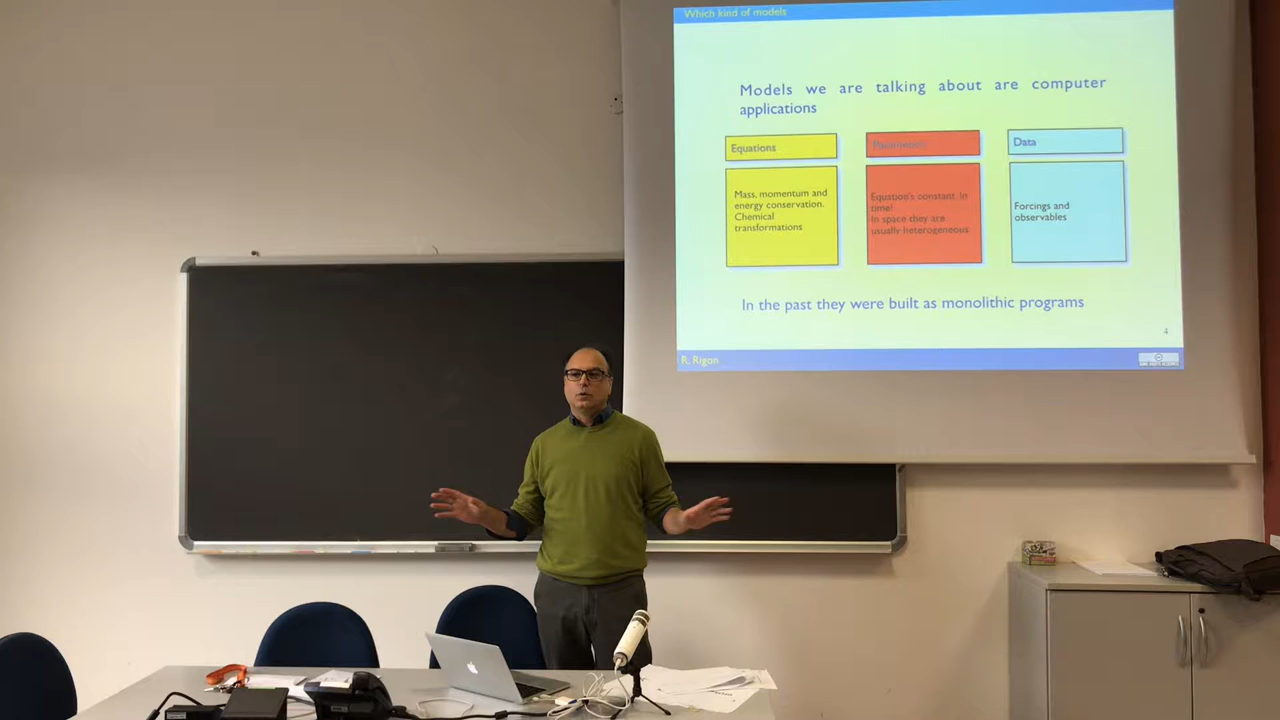 Which kind of models
Models we are talking about are computer
applications
Equations
Parameters
Data
Mass, momentum and
energy conservation.
Chemical
transformations
Equation's constant. In
time!
In space they are
usually heterogeneous
Forcings and
observables
In the past they were built as monolithic programs
4
R. Rigon